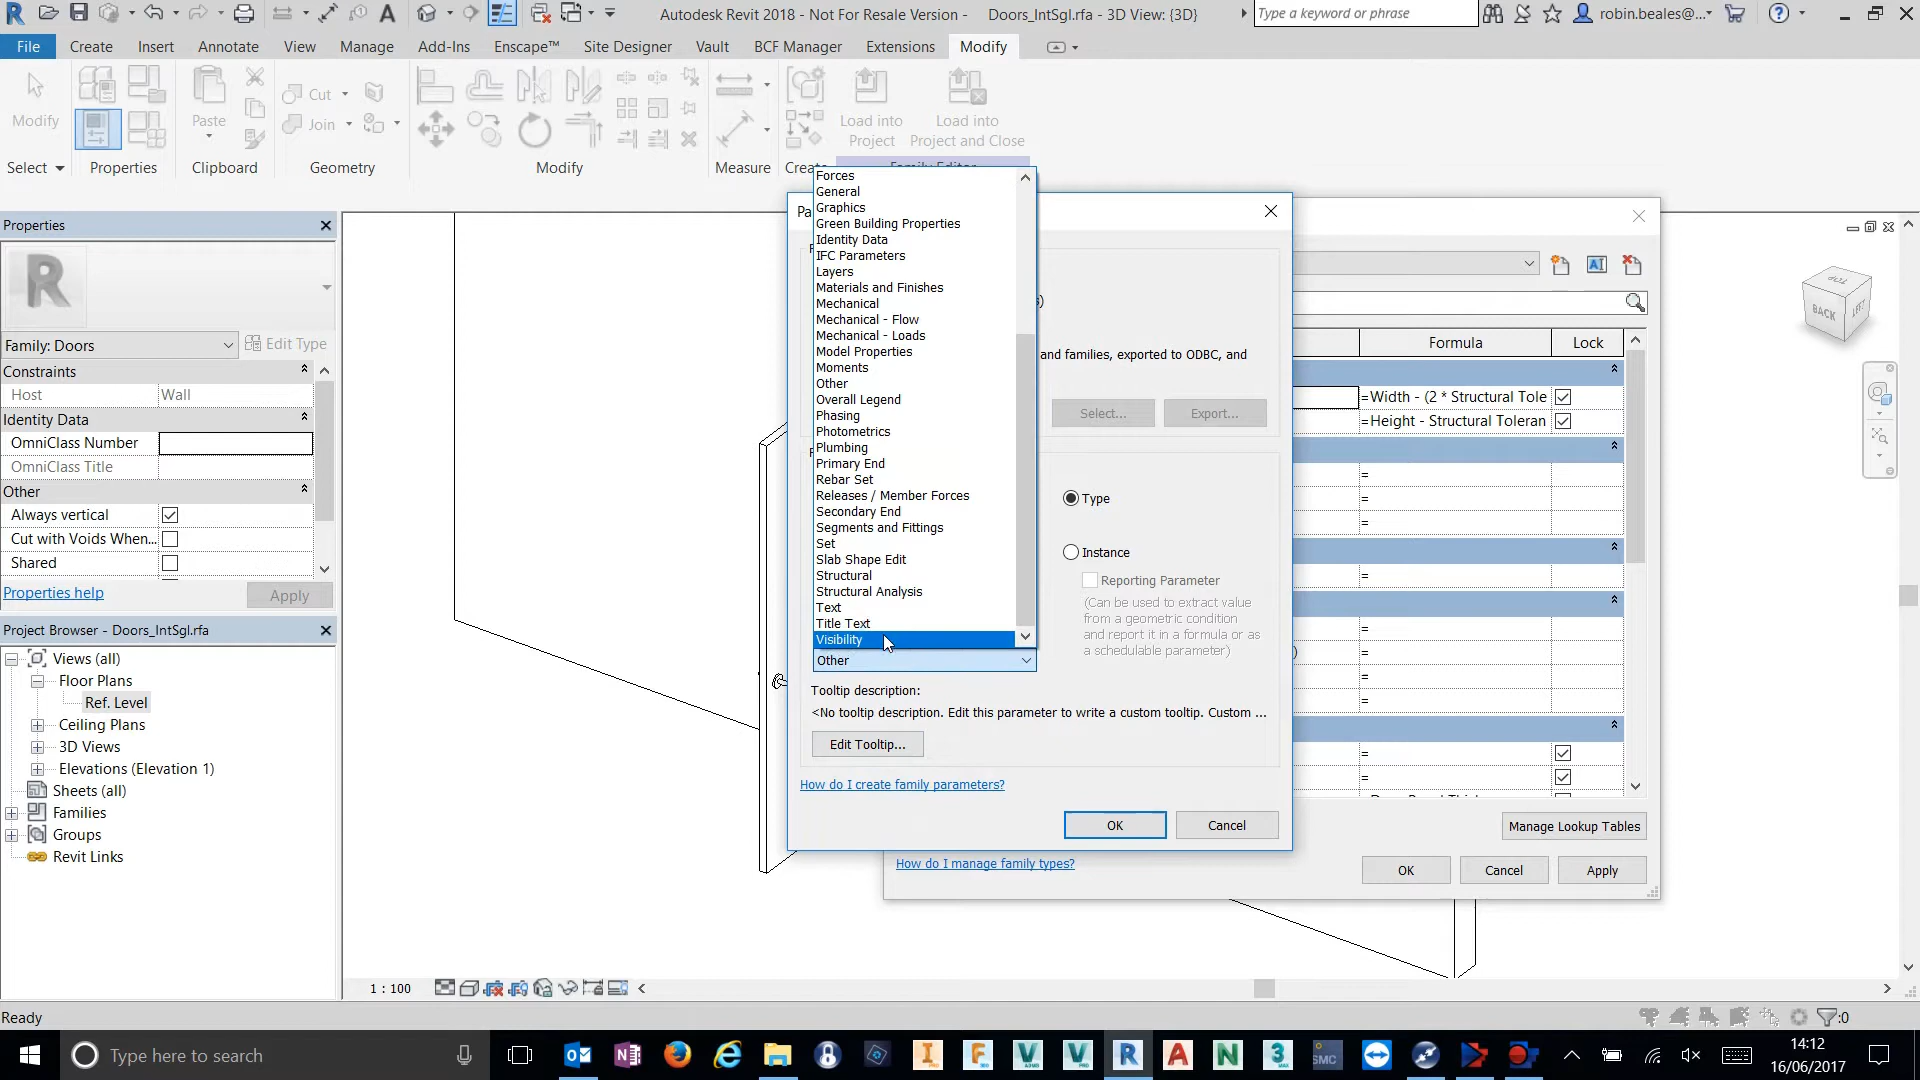 Autodesk Revit 2018 - Not For Resale Version - Doors_IntSgl.rfa - 3D View: {3D}
Type a keyword or phrase
robin.beales@...
File Create Insert Annotate View Manage Add-Ins Enscape™ Site Designer Vault BCF Manager Extensions Modify
Modify
Paste
Cut
Join
Load into Project
Load into Project and Close
Select Properties Clipboard Geometry Modify Measure
Properties
Family: Doors
Edit Type
Constraints
Host Wall
Identity Data
OmniClass Number
OmniClass Title
Other
Always vertical
Cut with Voids When...
Shared
Properties help
Apply
Project Browser - Doors_IntSgl.rfa
Views (all)
Floor Plans
Ref. Level
Ceiling Plans
3D Views
Elevations (Elevation 1)
Sheets (all)
Families
Groups
Revit Links
Forces
General
Graphics
Green Building Properties
Identity Data
IFC Parameters
Layers
Materials and Finishes
Mechanical
Mechanical - Flow
Mechanical - Loads
Model Properties
Moments
Other
Overall Legend
Phasing
Photometrics
Plumbing
Primary End
Rebar Set
Releases / Member Forces
Secondary End
Segments and Fittings
Set
Slab Shape Edit
Structural
Structural Analysis
Text
Title Text
Visibility
Other
and families, exported to ODBC, and
Select... Export...
Type
Instance
Reporting Parameter
(Can be used to extract value
from a geometric condition
and report it in a formula or as
a schedulable parameter)
Tooltip description:
<No tooltip description. Edit this parameter to write a custom tooltip. Custom ...
Edit Tooltip...
How do I create family parameters?
OK Cancel
Formula Lock
=Width - (2 * Structural Tole
=Height - Structural Toleran
=
=
=
=
=
=
=
=
=
Manage Lookup Tables
How do I manage family types?
OK Cancel Apply
TOP
BACK
LEFT
1 : 100
Ready
:0
Type here to search
14:12
16/06/2017